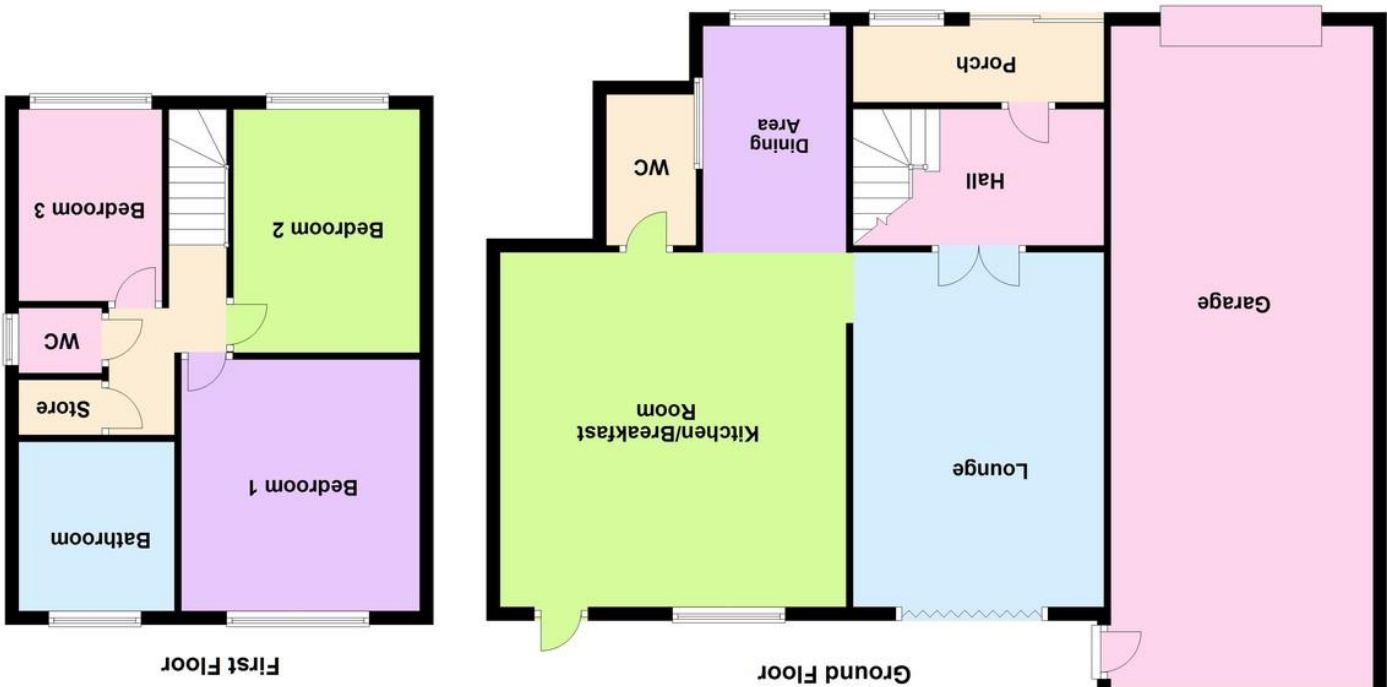 Ground Floor
Garage
Lounge
Kitchen/Breakfast
Room
Hall
WC
Dining
Area
Porch
First Floor
Bathroom
Bedroom 1
Store
WC
Bedroom 2
Bedroom 3